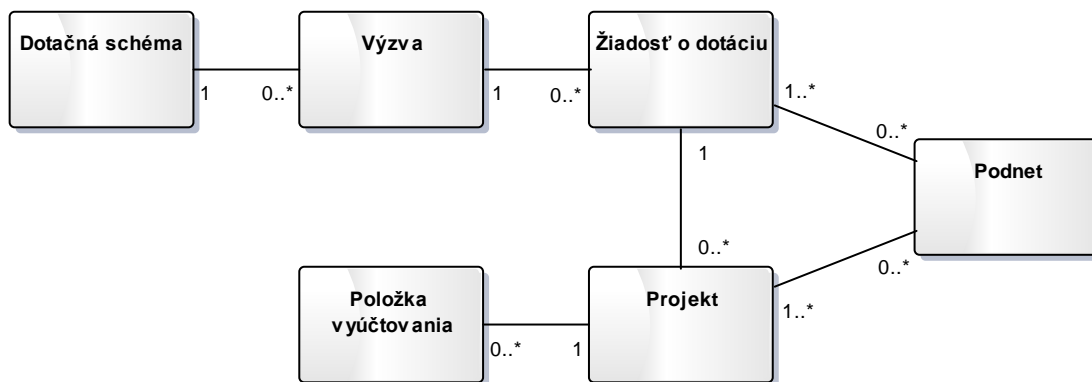 Dotačná schéma
Výzva
Žiadosť o dotáciu
1
0..*
1
0..*
1..*
0..*
Podnet
1
0..*
0..*
1..*
Položka
vyúčtovania
Projekt
0..*
1